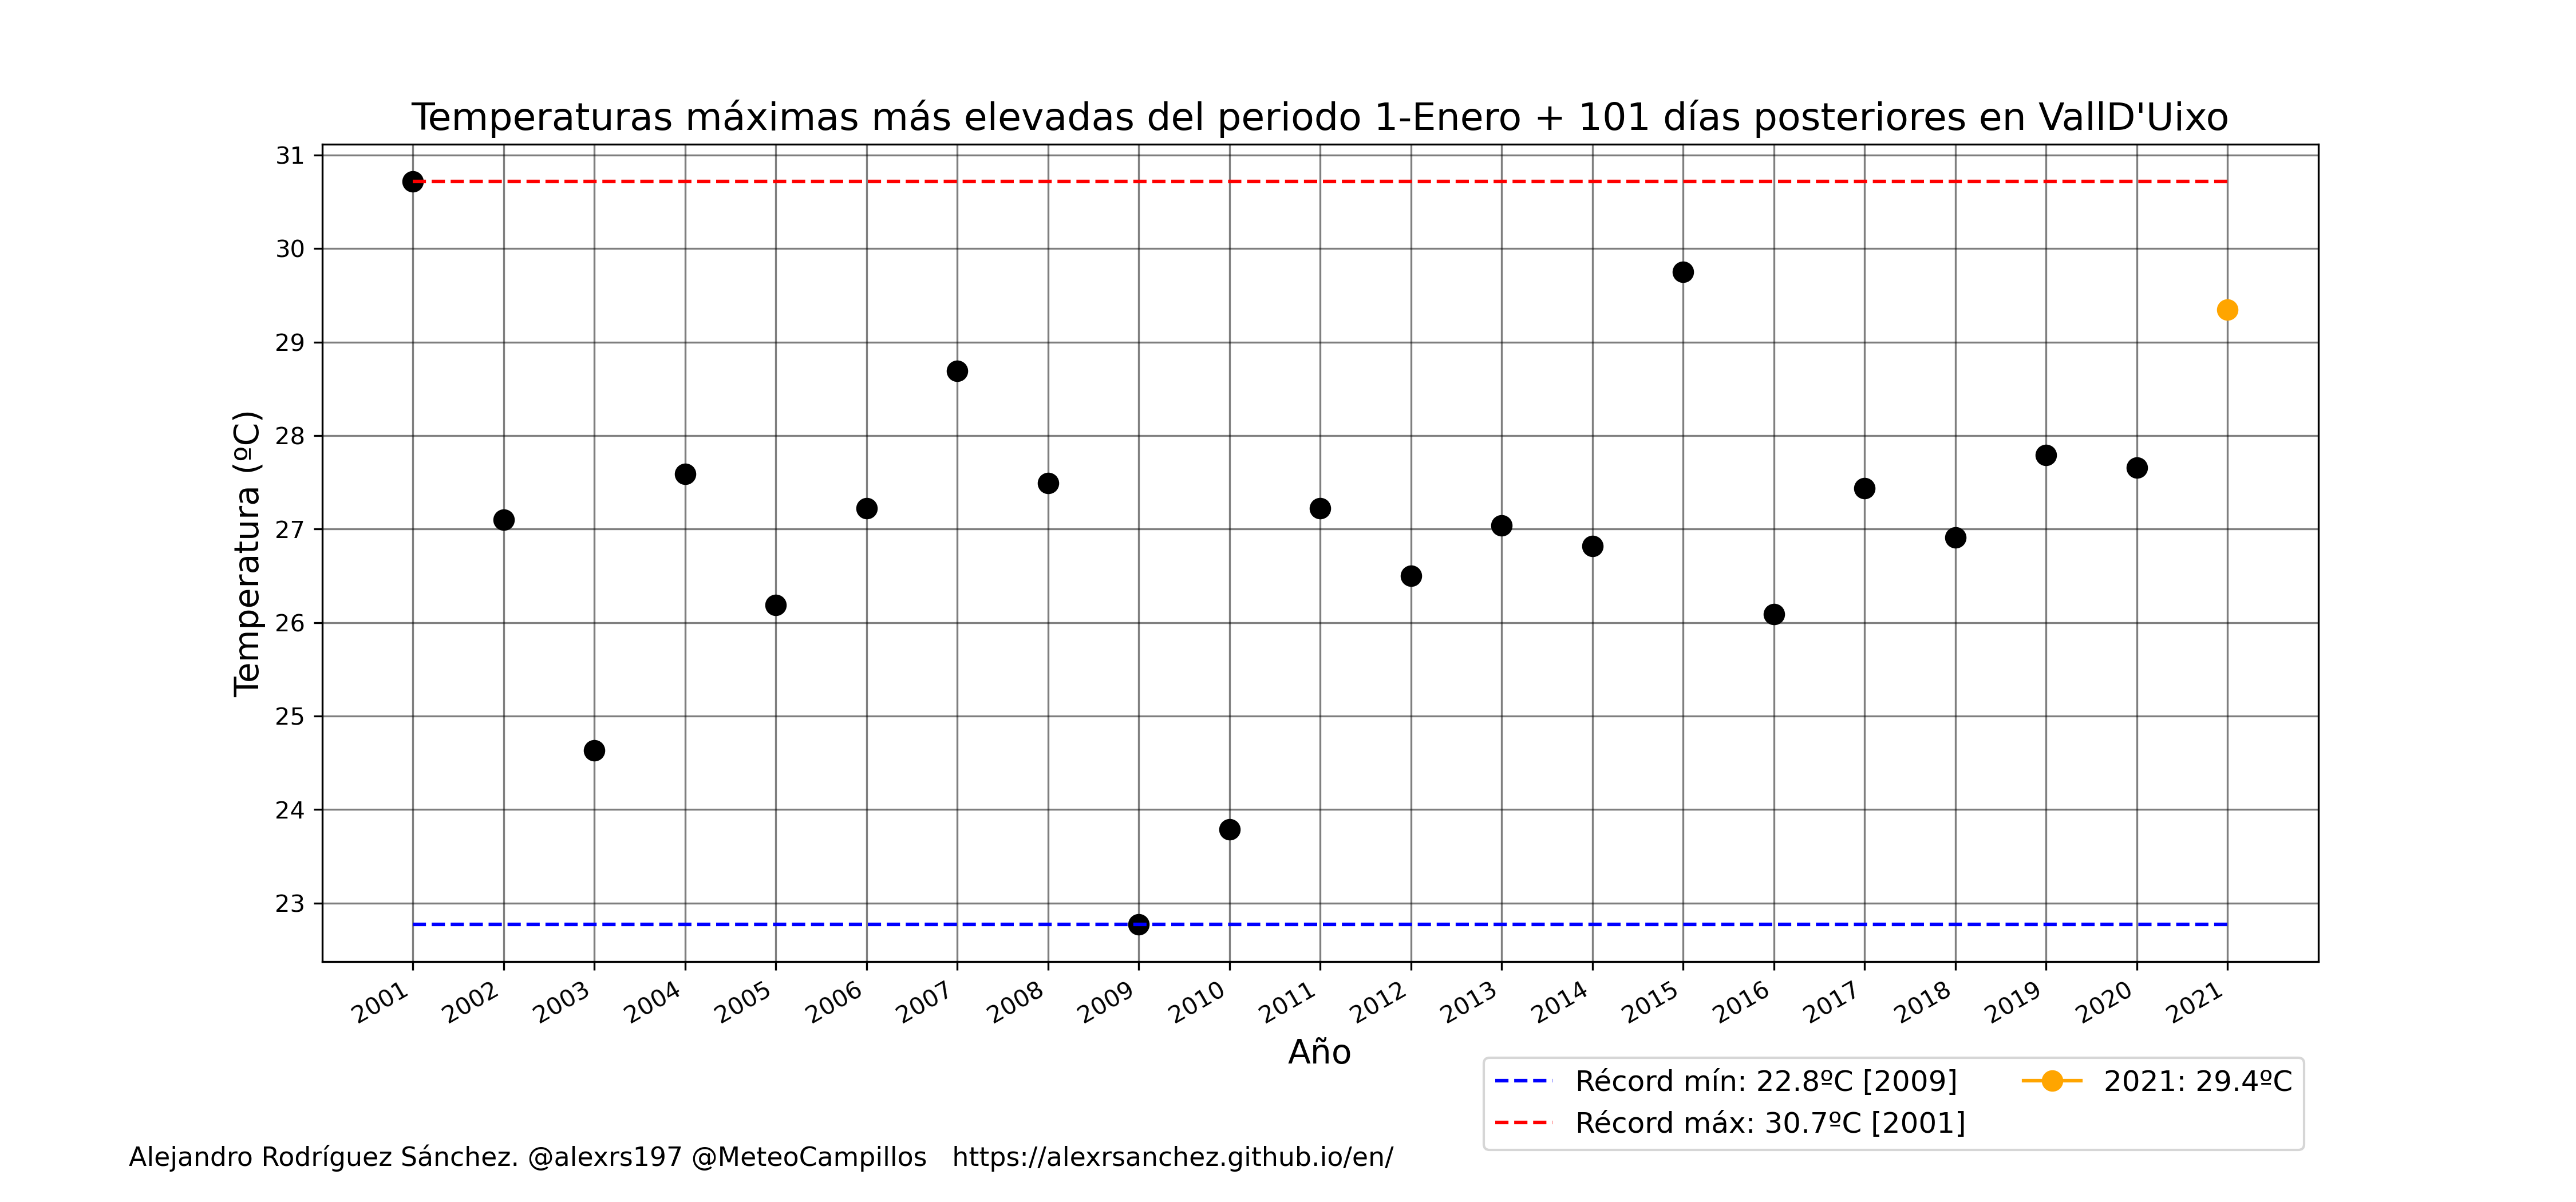 Temperaturas máximas más elevadas del periodo 1-Enero + 101 días posteriores en VallD'Uixo
Temperatura (ºC)
31
30
29
28
27
26
25
24
23
2001 2002 2003 2004 2005 2006 2007 2008 2009 2010 2011 2012 2013 2014 2015 2016 2017 2018 2019 2020 2021
Año
Récord mín: 22.8ºC [2009]
Récord máx: 30.7ºC [2001]
2021: 29.4ºC
Alejandro Rodríguez Sánchez. @alexrs197 @MeteoCampillos https://alexrsanchez.github.io/en/